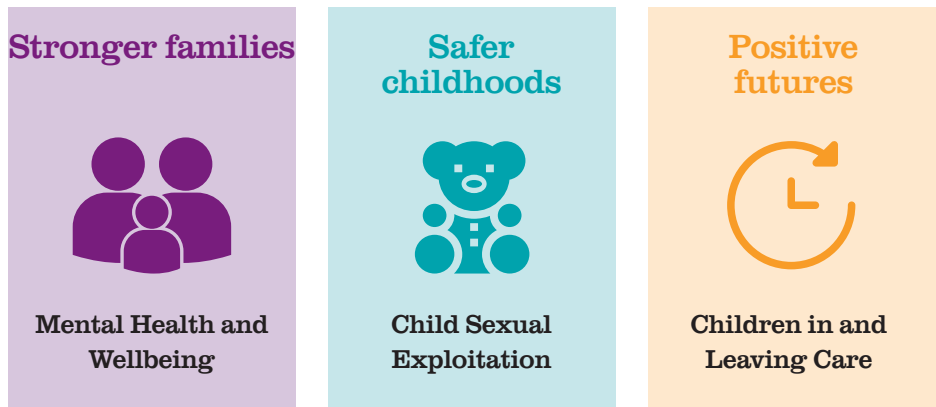 Stronger families
Mental Health and
Wellbeing
Safer
childhoods
Child Sexual
Exploitation
Positive
futures
Children in and
Leaving Care